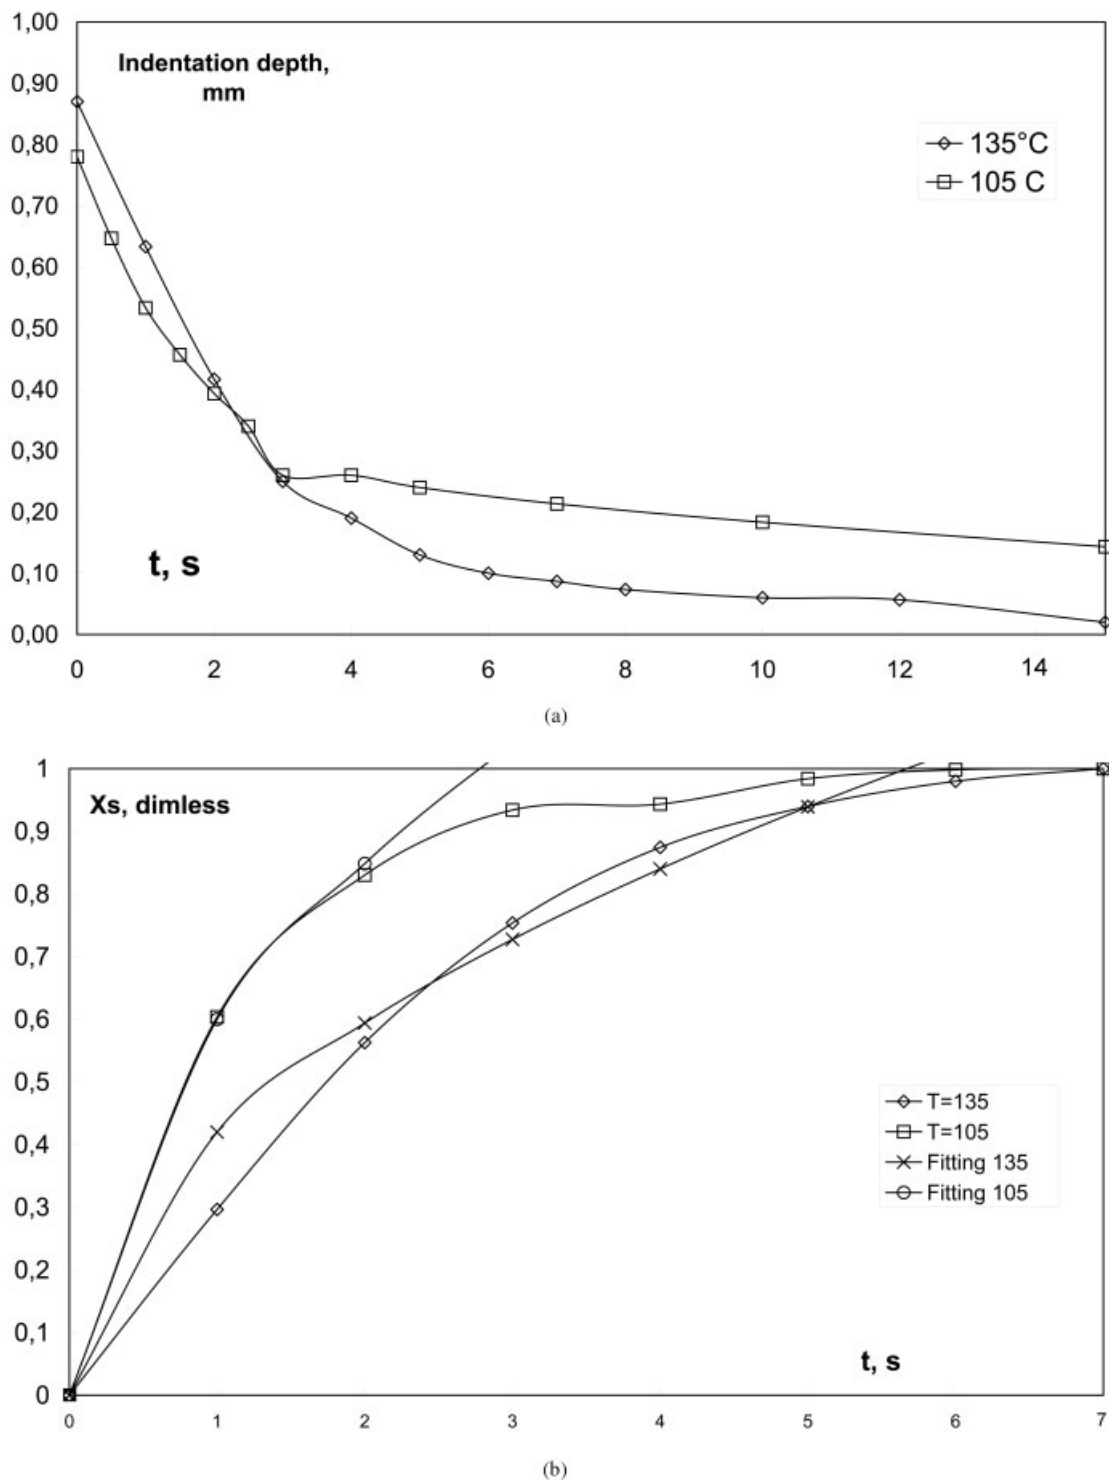 1,00
Indentation depth,
mm
0,90
0,80
135°C
105 C
0,70
0,60
0,50
0,40
0,30
0,20
t, s
0,10
0,00
0 2 4 6 8 10 12 14
(a)
1
Xs, dimless
0,9
0,8
0,7
0,6
0,5
T=135
T=105
Fitting 135
Fitting 105
0,4
0,3
0,2
0,1
t, s
0
0 1 2 3 4 5 6 7
(b)